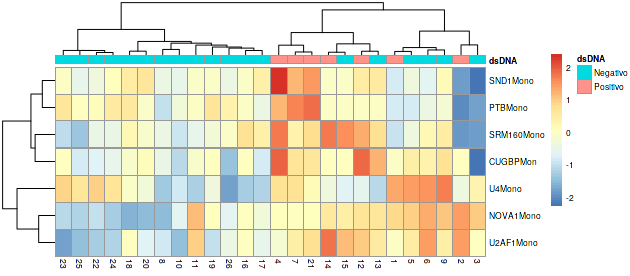 dsDNA
dsDNA
Negativo
Positivo
SND1Mono
PTBMono
SRM160Mono
CUGBPMon
U4Mono
NOVA1Mono
U2AF1Mono
2
1
0
-1
-2
23 25 22 24 18 20 8 10 11 19 26 16 17 4 7 21 14 15 12 13 1 5 6 9 2 3